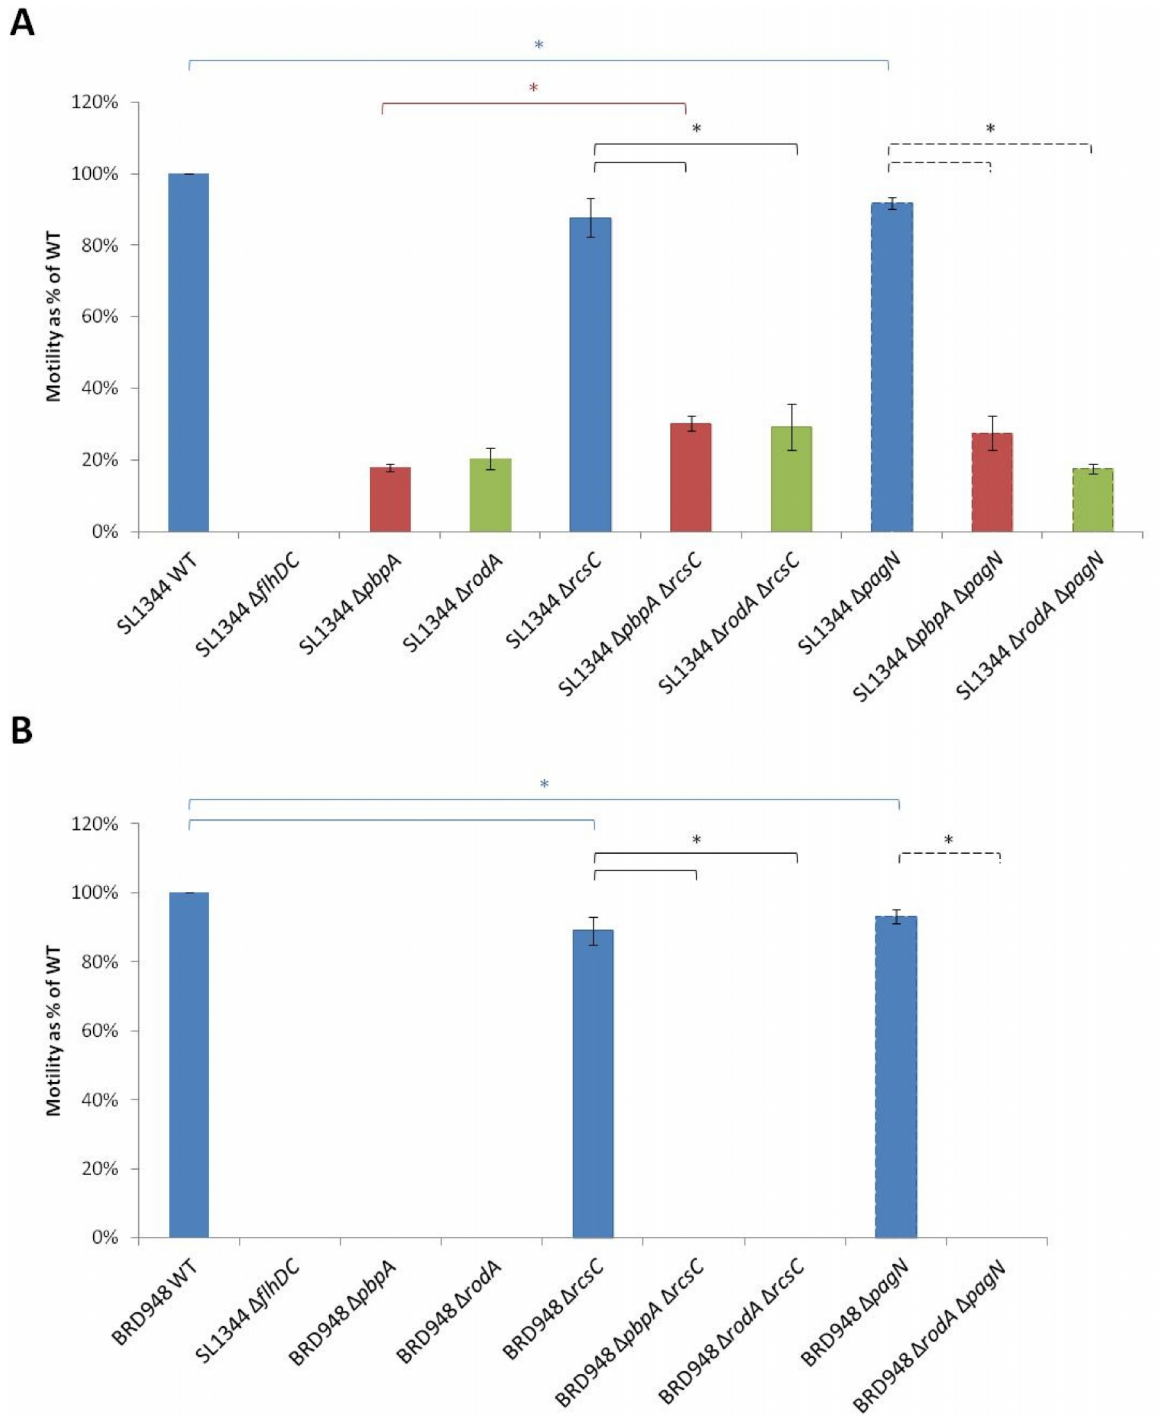 A
*
*
120%
*
*
100%
80%
60%
40%
20%
0%
Motility as % of WT
SL1344 WT
SL1344 ΔflhDC
SL1344 ΔpbpA
SL1344 ΔrodA
SL1344 ΔrcsC
SL1344 ΔpbpA ΔrcsC
SL1344 ΔrodA ΔrcsC
SL1344 ΔpagN
SL1344 ΔpbpA ΔpagN
SL1344 ΔrodA ΔpagN
B
*
120%
*
*
100%
80%
60%
40%
20%
0%
Motility as % of WT
BRD948 WT
SL1344 ΔflhDC
BRD948 ΔpbpA
BRD948 ΔrodA
BRD948 ΔrcsC
BRD948 ΔpbpA ΔrcsC
BRD948 ΔrodA ΔrcsC
BRD948 ΔpagN
BRD948 ΔrodA ΔpagN